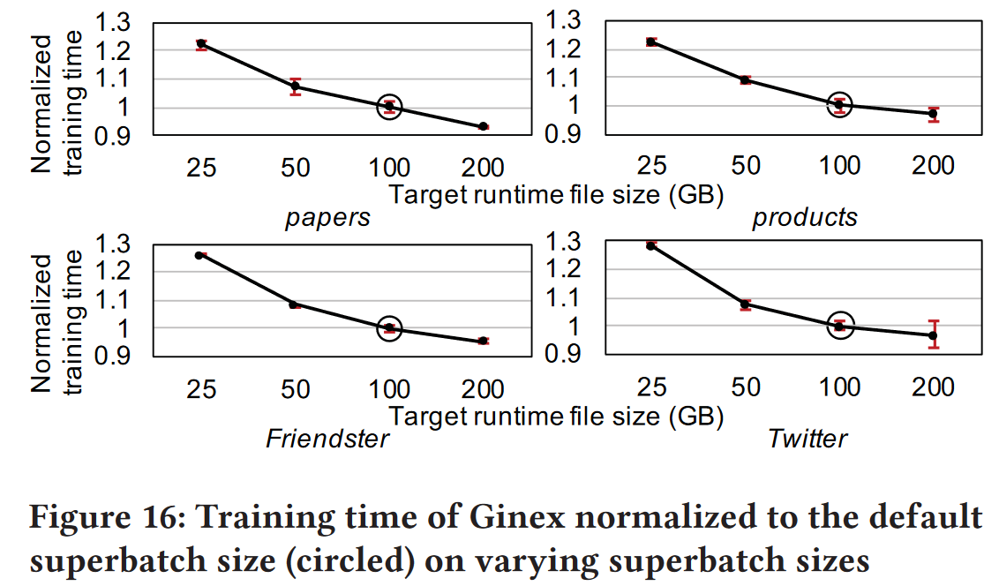 Normalized
training time
1.3
1.2
1.1
1
0.9
25 50 100 200
1.3
1.2
1.1
1
0.9
25 50 100 200
Target runtime file size (GB)
papers
products
Normalized
training time
1.3
1.2
1.1
1
0.9
25 50 100 200
1.3
1.2
1.1
1
0.9
25 50 100 200
Target runtime file size (GB)
Friendster
Twitter
Figure 16: Training time of Ginex normalized to the default
superbatch size (circled) on varying superbatch sizes